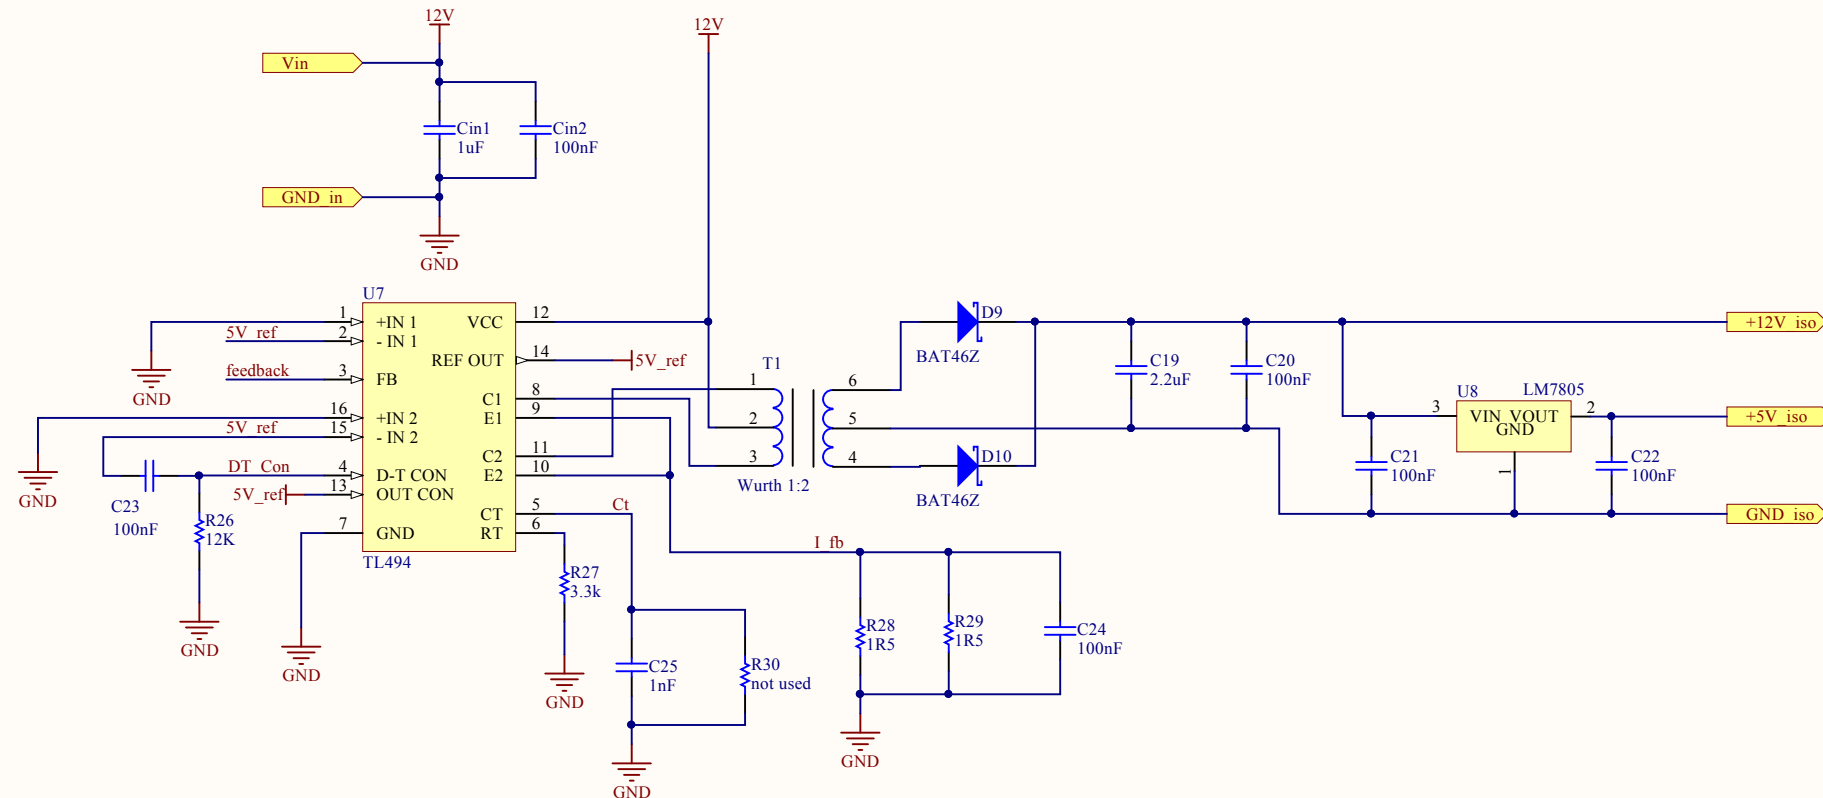 12V
Vin
Cin1
1uF
Cin2
100nF
GND_in
GND
12V
U7
1
+IN 1
5V_ref
2
- IN 1
feedback
3
FB
16
+IN 2
5V_ref
15
- IN 2
DT_Con
4
D-T CON
5V_ref
13
OUT CON
7
GND
TL494
VCC
12
REF OUT
14
5V_ref
C1
8
E1
9
C2
11
E2
10
CT
5
Ct
RT
6
GND
GND
C23
100nF
R26
12K
GND
GND
R27
3.3k
GND
C25
1nF
R30
not used
GND
T1
1
2
3
6
5
4
Wurth 1:2
D9
BAT46Z
D10
BAT46Z
I_fb
R28
1R5
R29
1R5
C24
100nF
GND
C19
2.2uF
C20
100nF
+12V_iso
U8
LM7805
3
VIN
VOUT
GND
2
1
+5V_iso
C21
100nF
C22
100nF
GND_iso